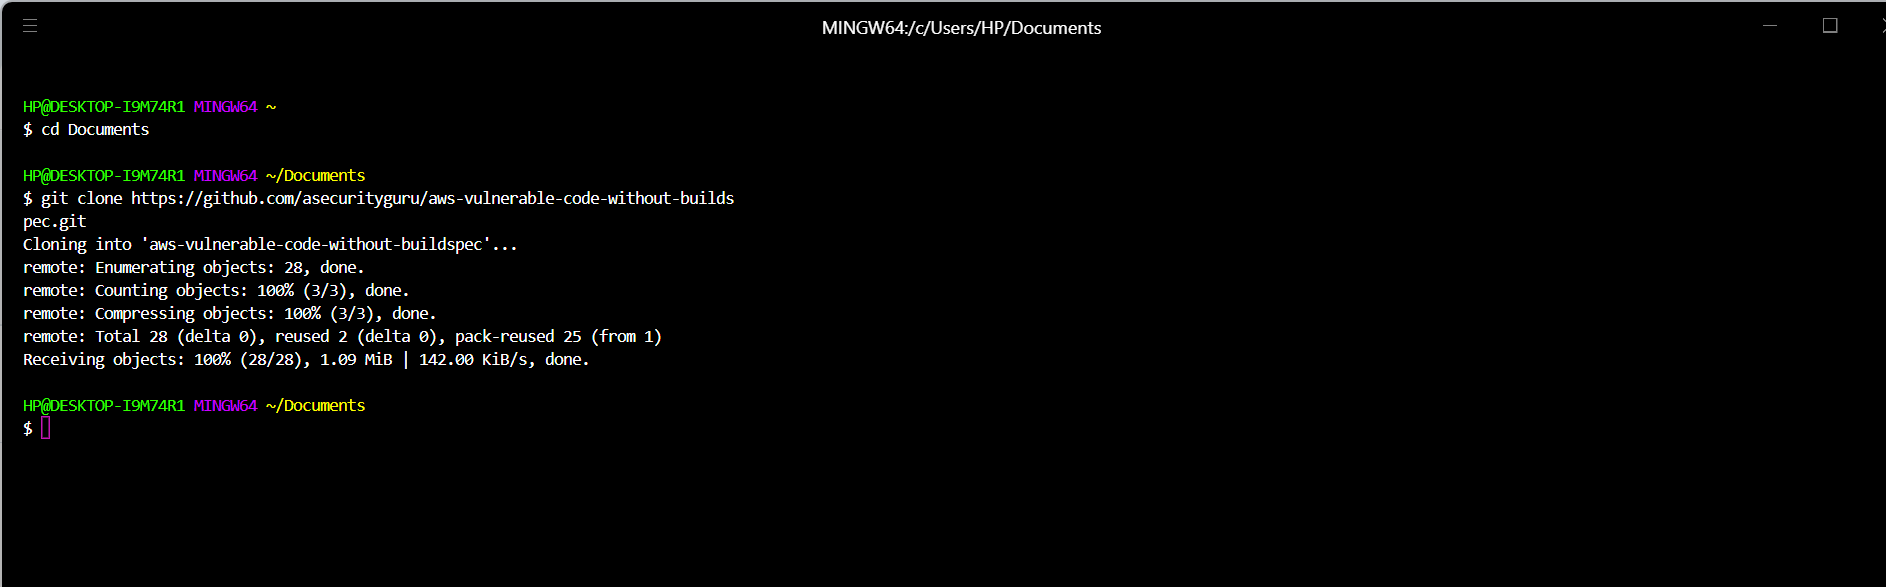 MINGW64:/c/Users/HP/Documents
HP@DESKTOP-I9M74R1 MINGW64 ~
$ cd Documents
HP@DESKTOP-I9M74R1 MINGW64 ~/Documents
$ git clone https://github.com/asecurityguru/aws-vulnerable-code-without-builds
pec.git
Cloning into 'aws-vulnerable-code-without-buildspec'...
remote: Enumerating objects: 28, done.
remote: Counting objects: 100% (3/3), done.
remote: Compressing objects: 100% (3/3), done.
remote: Total 28 (delta 0), reused 2 (delta 0), pack-reused 25 (from 1)
Receiving objects: 100% (28/28), 1.09 MiB | 142.00 KiB/s, done.
HP@DESKTOP-I9M74R1 MINGW64 ~/Documents
$